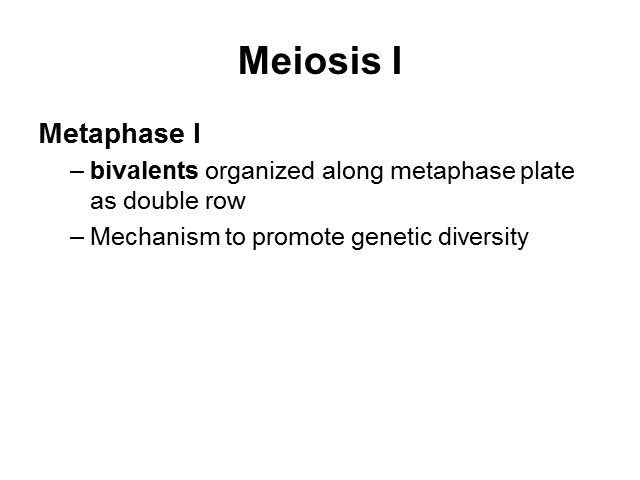 Meiosis I
Metaphase I
– bivalents organized along metaphase plate
as double row
– Mechanism to promote genetic diversity